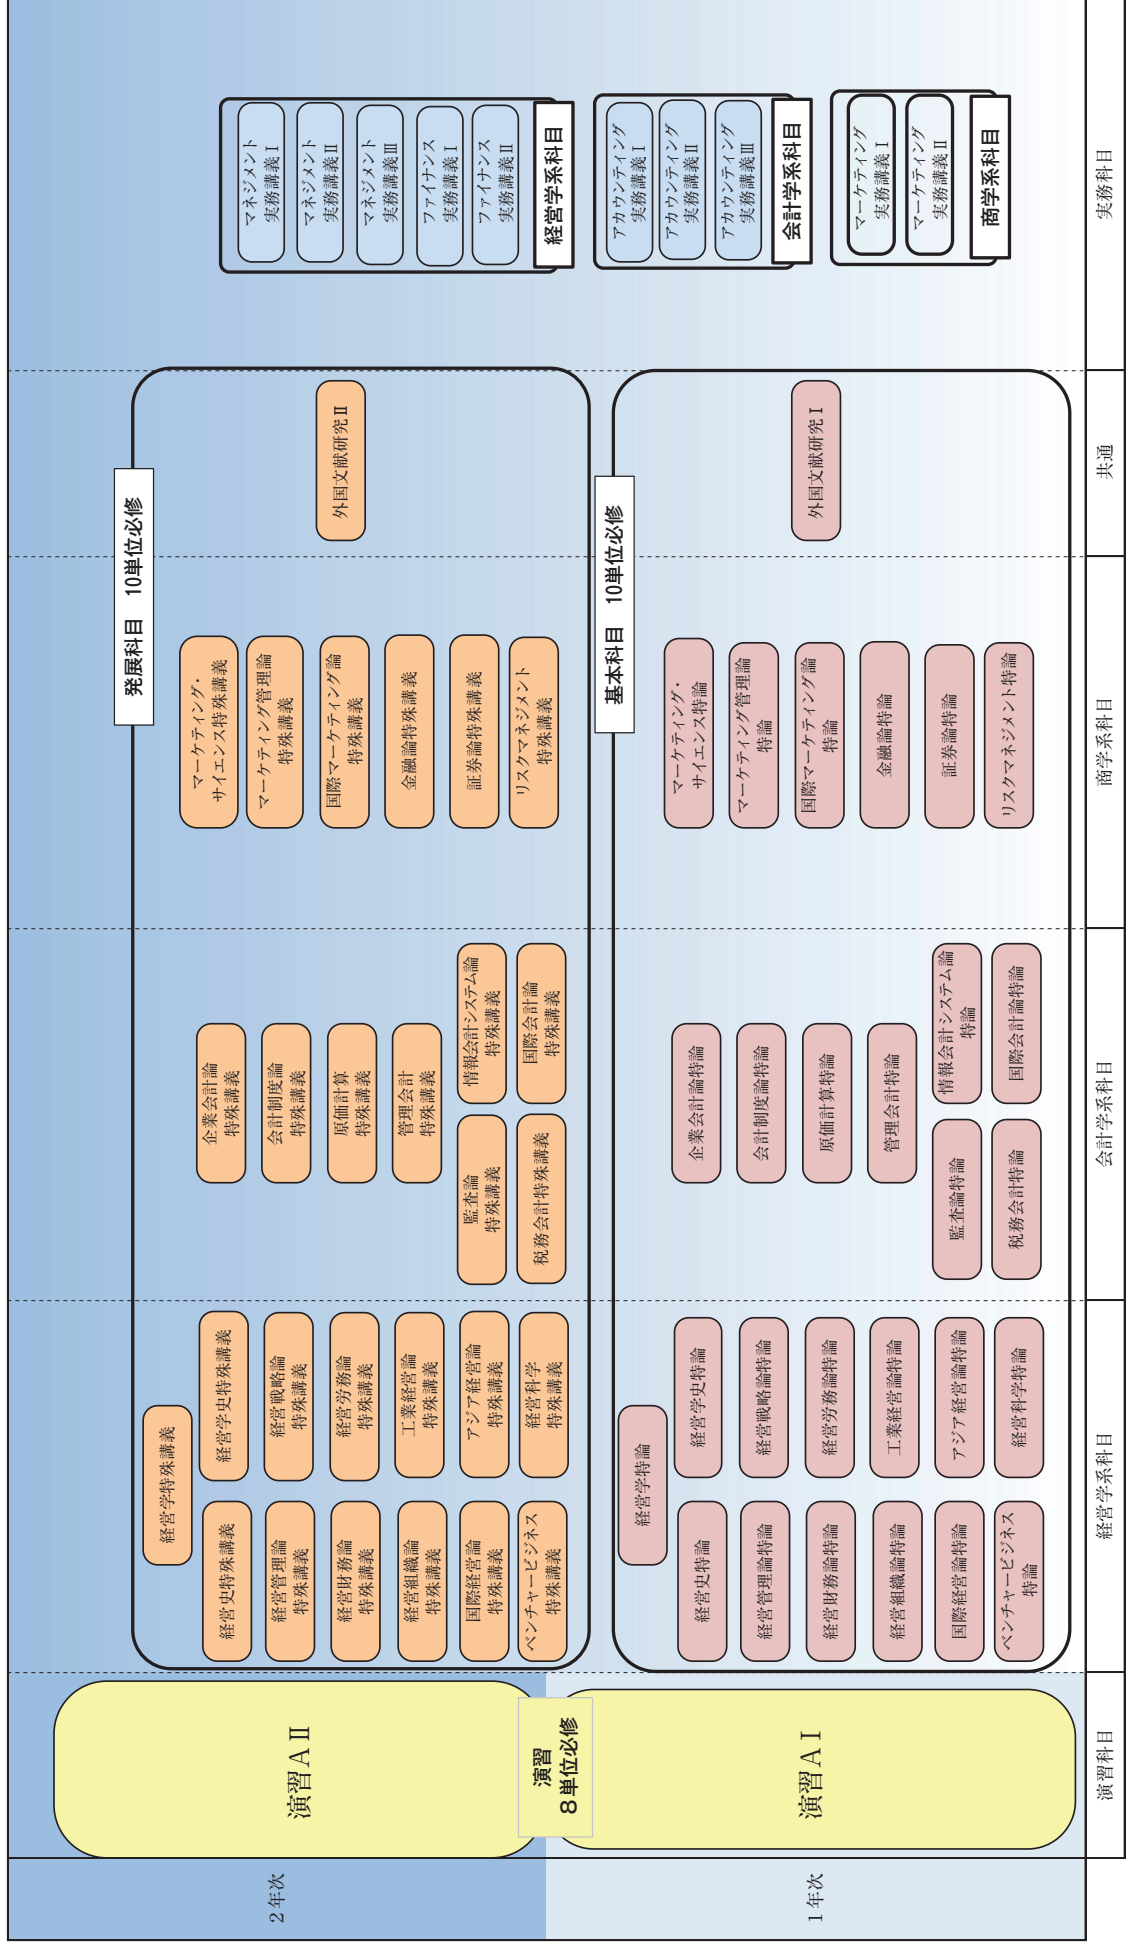 2年次
1年次
演習AⅡ
演習
8単位必修
演習AⅠ
発展科目　10単位必修
経営学特殊講義
経営史特殊講義
経営学史特殊講義
経営管理論
特殊講義
経営戦略論
特殊講義
経営財務論
特殊講義
経営労務論
特殊講義
経営組織論
特殊講義
工業経営論
特殊講義
国際経営論
特殊講義
アジア経営論
特殊講義
ベンチャービジネス
特殊講義
経営科学
特殊講義
企業会計論
特殊講義
会計制度論
特殊講義
原価計算
特殊講義
管理会計
特殊講義
監査論
特殊講義
情報会計システム論
特殊講義
税務会計特殊講義
国際会計論
特殊講義
マーケティング・
サイエンス特殊講義
マーケティング管理論
特殊講義
国際マーケティング論
特殊講義
金融論特殊講義
証券論特殊講義
リスクマネジメント
特殊講義
外国文献研究Ⅱ
基本科目　10単位必修
経営学特論
経営史特論
経営学史特論
経営管理論特論
経営戦略論特論
経営財務論特論
経営労務論特論
経営組織論特論
工業経営論特論
国際経営論特論
アジア経営論特論
ベンチャービジネス
特論
経営科学特論
企業会計論特論
会計制度論特論
原価計算特論
管理会計特論
監査論特論
情報会計システム論
特論
税務会計特論
国際会計論特論
マーケティング・
サイエンス特論
マーケティング管理論
特論
国際マーケティング論
特論
金融論特論
証券論特論
リスクマネジメント特論
外国文献研究Ⅰ
マネジメント
実務講義Ⅰ
マネジメント
実務講義Ⅱ
マネジメント
実務講義Ⅲ
ファイナンス
実務講義Ⅰ
ファイナンス
実務講義Ⅱ
経営学系科目
アカウンティング
実務講義Ⅰ
アカウンティング
実務講義Ⅱ
アカウンティング
実務講義Ⅲ
会計学系科目
マーケティング
実務講義Ⅰ
マーケティング
実務講義Ⅱ
商学系科目
演習科目
経営学系科目
会計学系科目
商学系科目
共通
実務科目